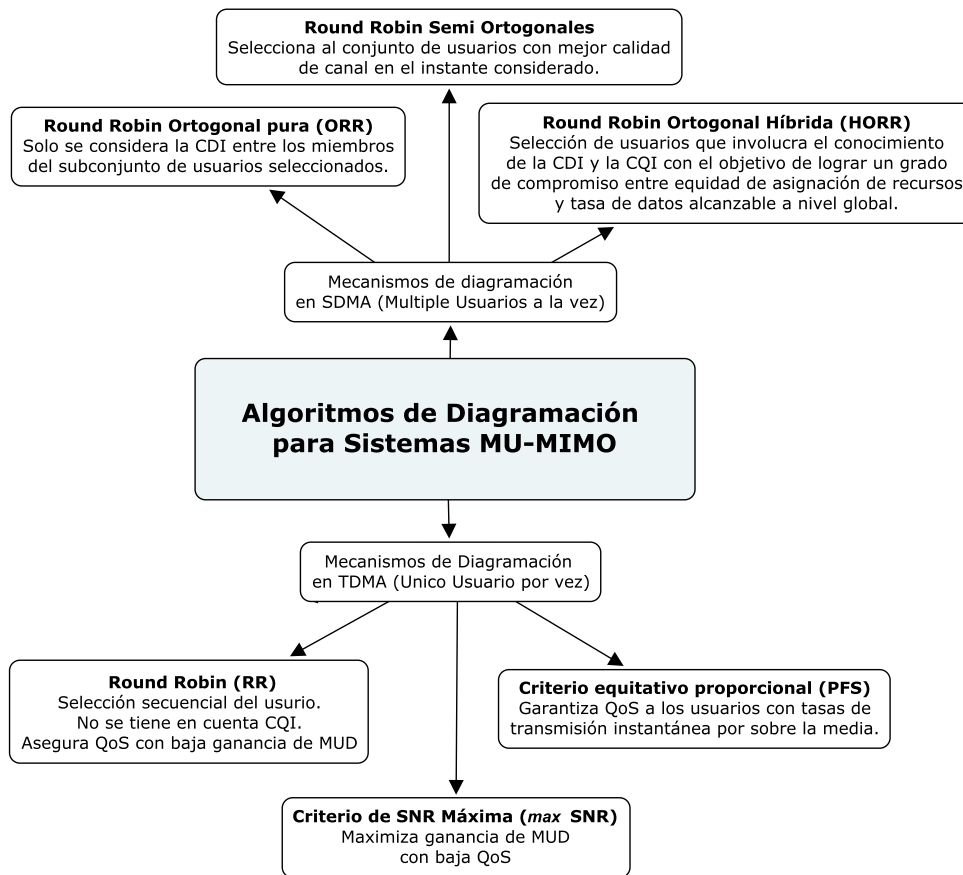 Round Robin Semi Ortogonales
Selecciona al conjunto de usuarios con mejor calidad
de canal en el instante considerado.
Round Robin Ortogonal pura (ORR)
Solo se considera la CDI entre los miembros
del subconjunto de usuarios seleccionados.
Round Robin Ortogonal Híbrida (HORR)
Selección de usuarios que involucra el conocimiento
de la CDI y la CQI con el objetivo de lograr un grado
de compromiso entre equidad de asignación de recursos
y tasa de datos alcanzable a nivel global.
Mecanismos de diagramación
en SDMA (Multiple Usuarios a la vez)
Algoritmos de Diagramación
para Sistemas MU-MIMO
Mecanismos de Diagramación
en TDMA (Unico Usuario por vez)
Round Robin (RR)
Selección secuencial del usurio.
No se tiene en cuenta CQI.
Asegura QoS con baja ganancia de MUD
Criterio equitativo proporcional (PFS)
Garantiza QoS a los usuarios con tasas de
transmisión instantánea por sobre la media.
Criterio de SNR Máxima (max SNR)
Maximiza ganancia de MUD
con baja QoS